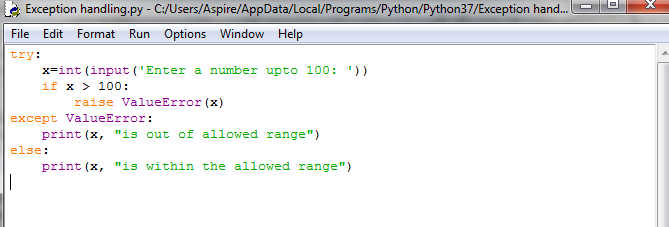 Exception handling.py - C:/Users/Aspire/AppData/Local/Programs/Python/Python37/Exception hand...
File Edit Format Run Options Window Help
try:
    x=int(input('Enter a number upto 100: '))
    if x > 100:
        raise ValueError(x)
except ValueError:
    print(x, "is out of allowed range")
else:
    print(x, "is within the allowed range")